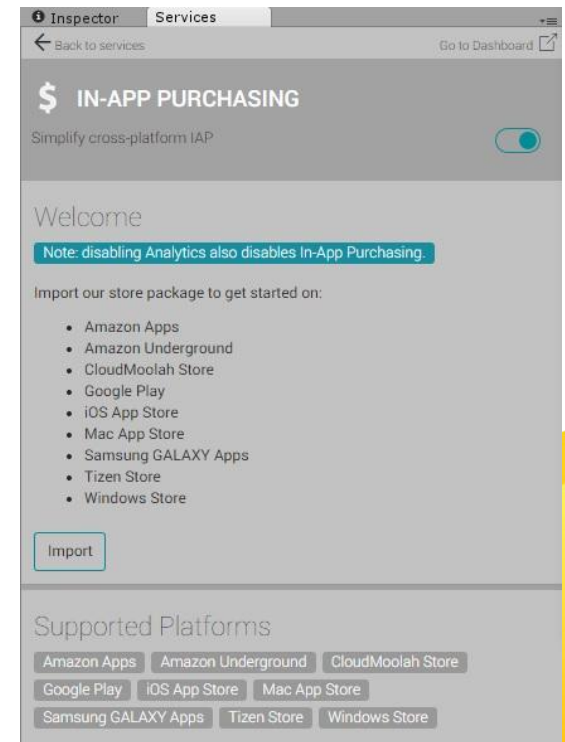 Inspector Services
Back to services Go to Dashboard
$ IN-APP PURCHASING
Simplify cross-platform IAP
Welcome
Note: disabling Analytics also disables In-App Purchasing.
Import our store package to get started on:
• Amazon Apps
• Amazon Underground
• CloudMoolah Store
• Google Play
• iOS App Store
• Mac App Store
• Samsung GALAXY Apps
• Tizen Store
• Windows Store
Import
Supported Platforms
Amazon Apps Amazon Underground CloudMoolah Store
Google Play iOS App Store Mac App Store
Samsung GALAXY Apps Tizen Store Windows Store